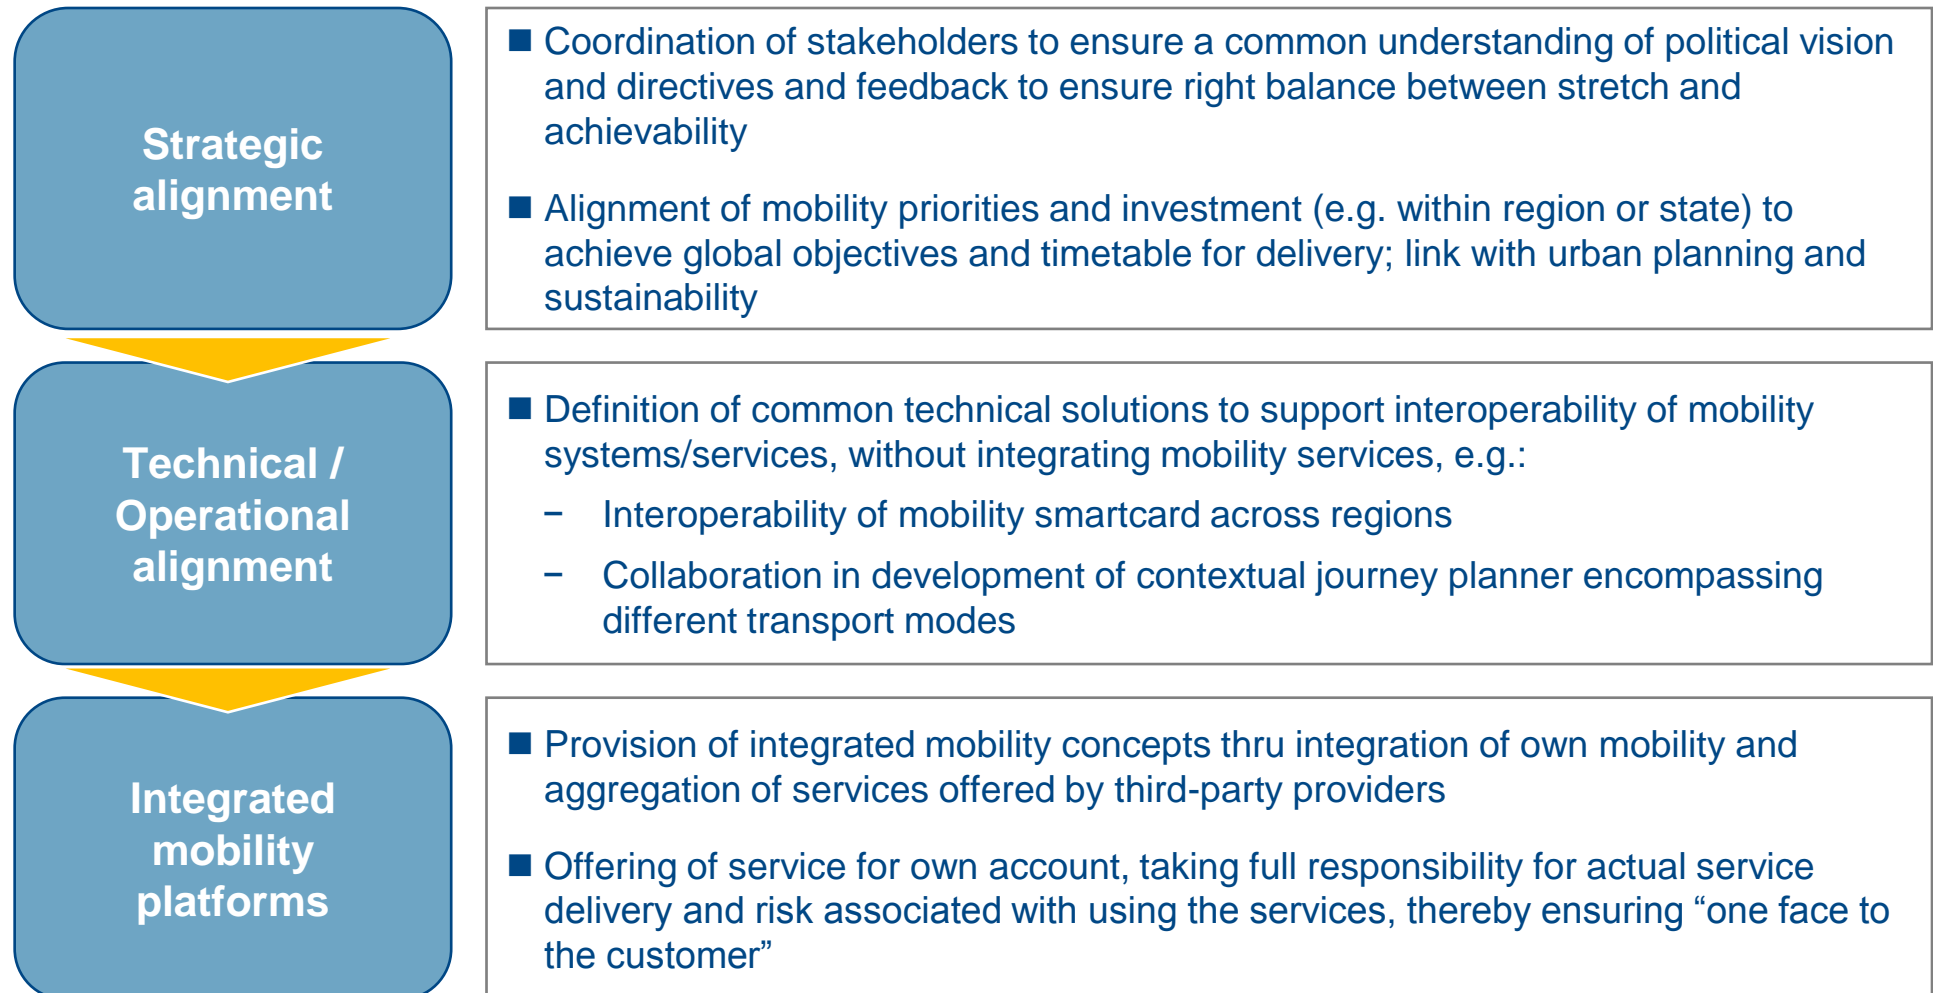 Strategic
alignment
■ Coordination of stakeholders to ensure a common understanding of political vision
and directives and feedback to ensure right balance between stretch and
achievability
■ Alignment of mobility priorities and investment (e.g. within region or state) to
achieve global objectives and timetable for delivery; link with urban planning and
sustainability
Technical /
Operational
alignment
■ Definition of common technical solutions to support interoperability of mobility
systems/services, without integrating mobility services, e.g.:
− Interoperability of mobility smartcard across regions
− Collaboration in development of contextual journey planner encompassing
different transport modes
Integrated
mobility
platforms
■ Provision of integrated mobility concepts thru integration of own mobility and
aggregation of services offered by third-party providers
■ Offering of service for own account, taking full responsibility for actual service
delivery and risk associated with using the services, thereby ensuring “one face to
the customer”